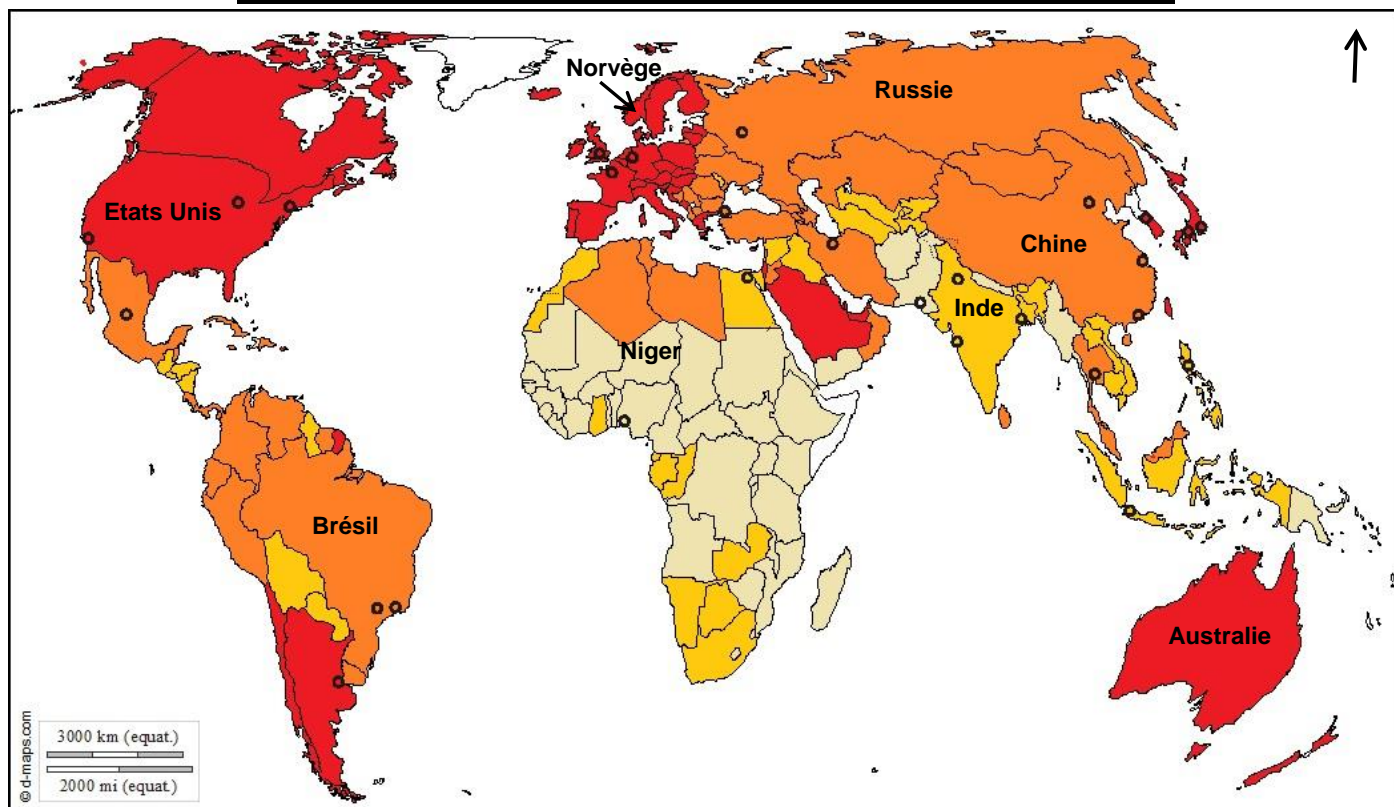 Norvège
Russie
Etats Unis
Chine
Inde
Niger
Brésil
Australie
3000 km (equat.)
2000 mi (equat.)
© d-maps.com